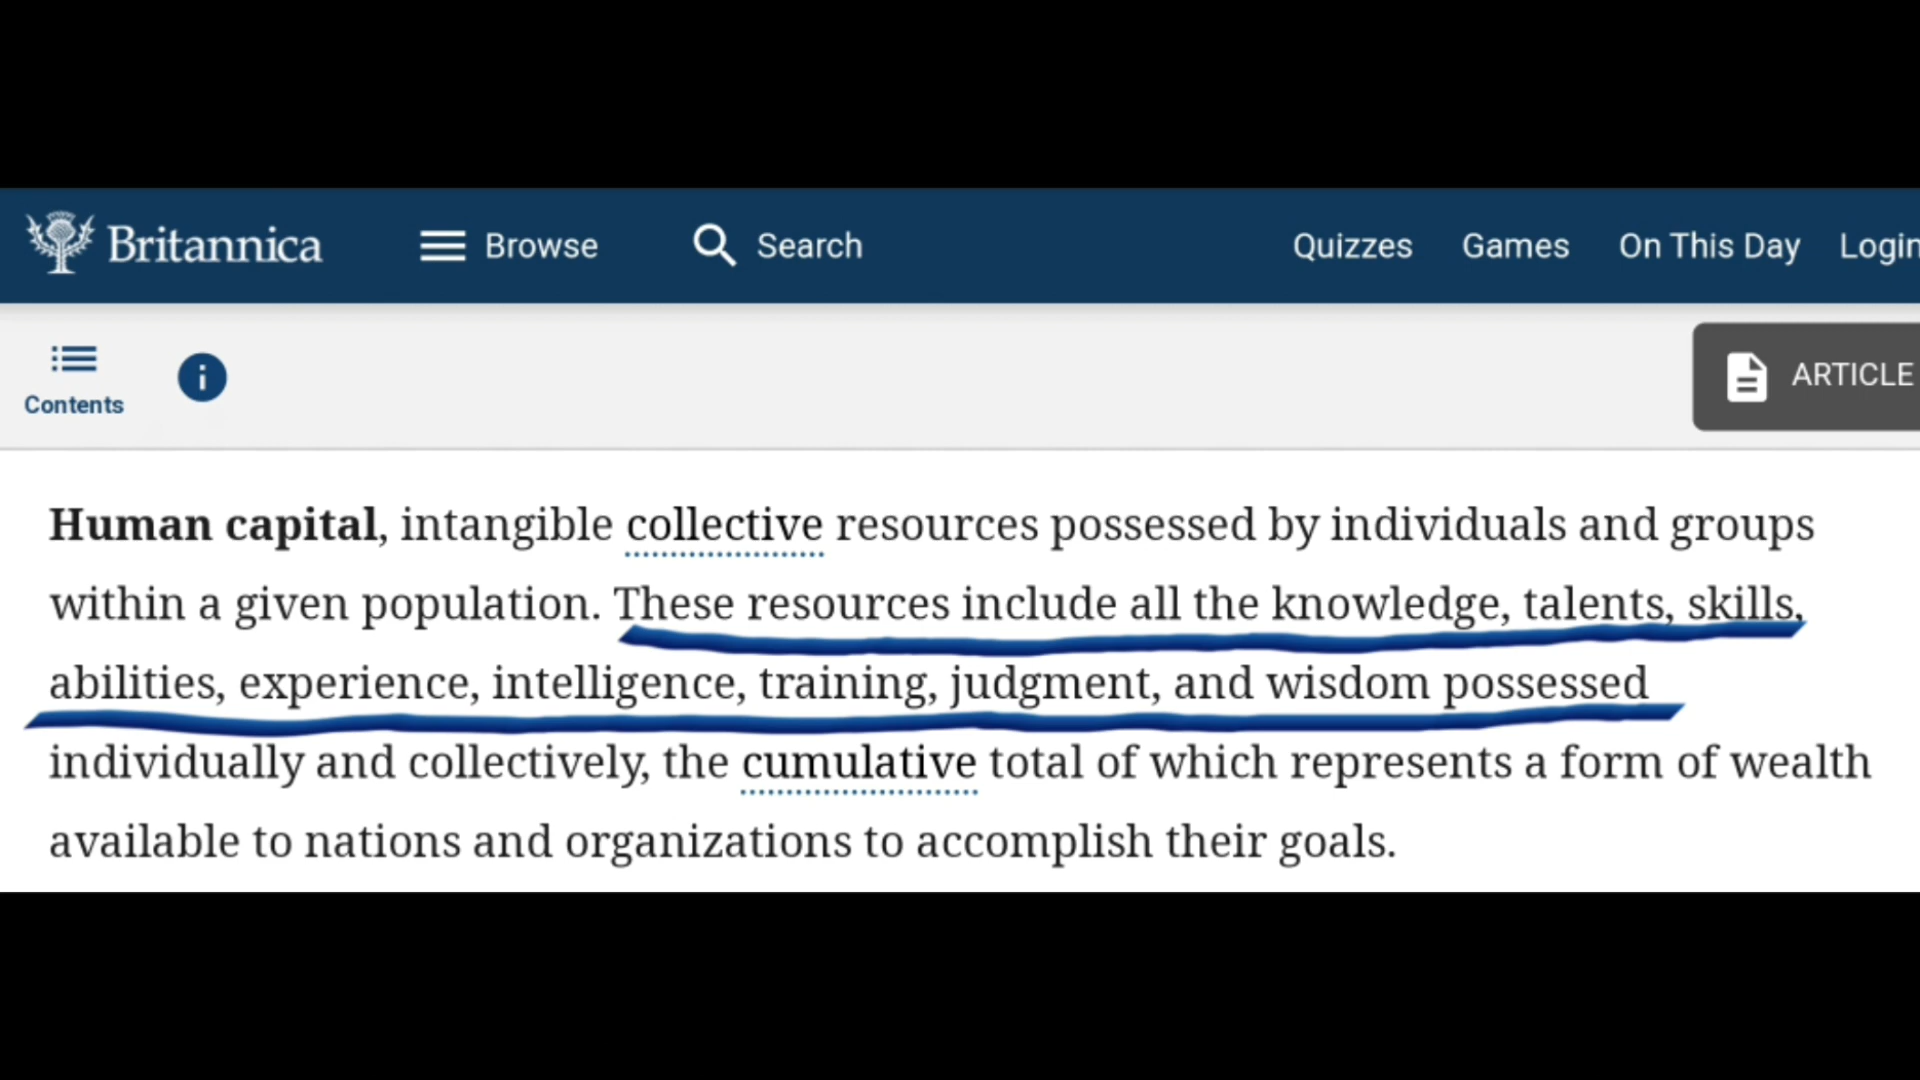 Britannica Browse Search Quizzes Games On This Day Login
Contents
ARTICLE
Human capital, intangible collective resources possessed by individuals and groups
within a given population. These resources include all the knowledge, talents, skills,
abilities, experience, intelligence, training, judgment, and wisdom possessed
individually and collectively, the cumulative total of which represents a form of wealth
available to nations and organizations to accomplish their goals.